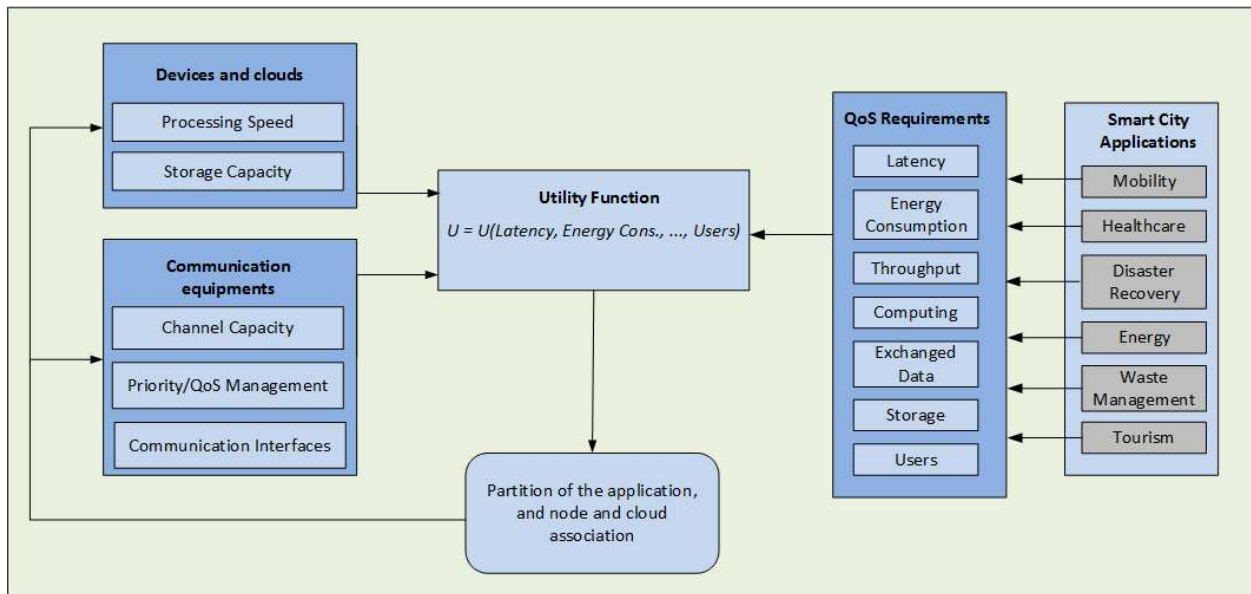 Devices and clouds
Processing Speed
Storage Capacity
Communication
equipments
Channel Capacity
Priority/QoS Management
Communication Interfaces
Utility Function
U = U(Latency, Energy Cons., ..., Users)
Partition of the application,
and node and cloud
association
QoS Requirements
Latency
Energy
Consumption
Throughput
Computing
Exchanged
Data
Storage
Users
Smart City
Applications
Mobility
Healthcare
Disaster
Recovery
Energy
Waste
Management
Tourism